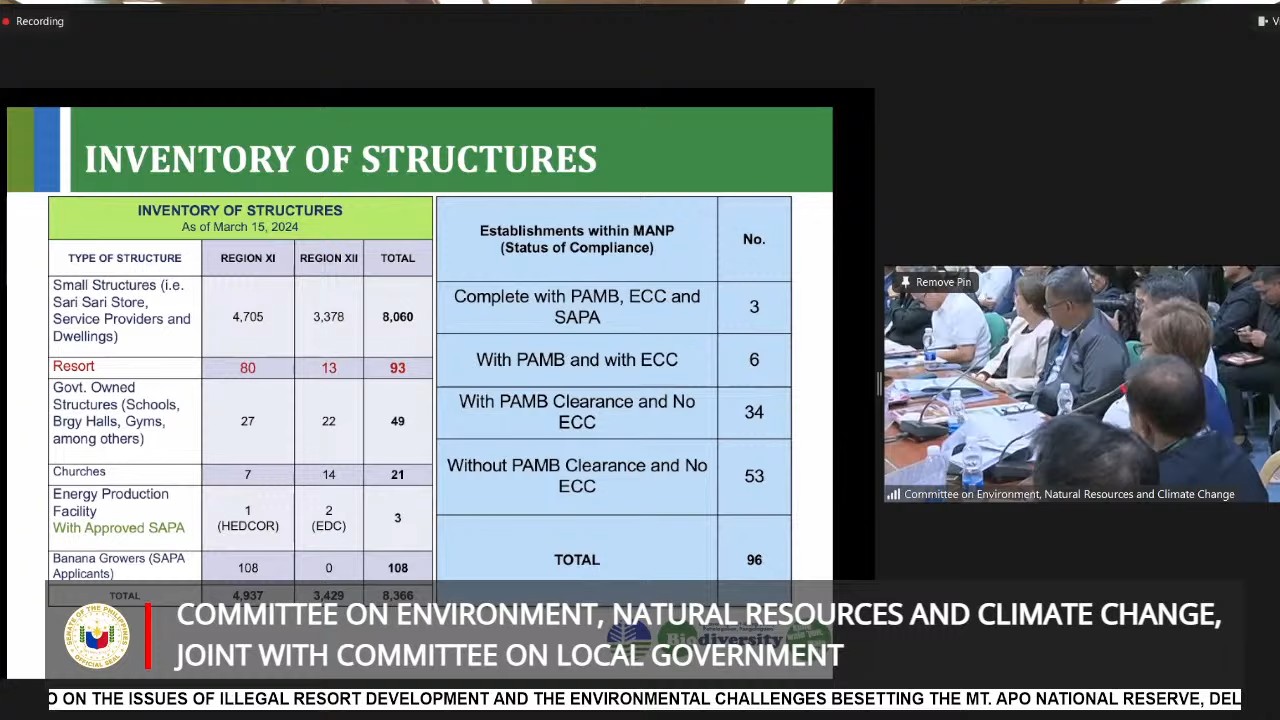 Recording
V
INVENTORY OF STRUCTURES
INVENTORY OF STRUCTURES
As of March 15, 2024
TYPE OF STRUCTURE REGION XI REGION XII TOTAL
Small Structures (i.e.
Sari Sari Store,
Service Providers and
Dwellings)
4,705 3,378 8,060
Resort 80 13 93
Govt. Owned
Structures (Schools,
Brgy Halls, Gyms,
among others)
27 22 49
Churches 7 14 21
Energy Production
Facility
With Approved SAPA
1
(HEDCOR)
2
(EDC)
3
Banana Growers (SAPA
Applicants)
108 0 108
TOTAL 4,937 3,429 8,366
Establishments within MANP
(Status of Compliance)
No.
Complete with PAMB, ECC and
SAPA
3
With PAMB and with ECC 6
With PAMB Clearance and No
ECC
34
Without PAMB Clearance and No
ECC
53
TOTAL 96
Remove Pin
Committee on Environment, Natural Resources and Climate Change
Biodiversity
SENATE OF THE PHILIPPINES
OFFICIAL SEAL
COMMITTEE ON ENVIRONMENT, NATURAL RESOURCES AND CLIMATE CHANGE,
JOINT WITH COMMITTEE ON LOCAL GOVERNMENT
O ON THE ISSUES OF ILLEGAL RESORT DEVELOPMENT AND THE ENVIRONMENTAL CHALLENGES BESETTING THE MT. APO NATIONAL RESERVE, DEL